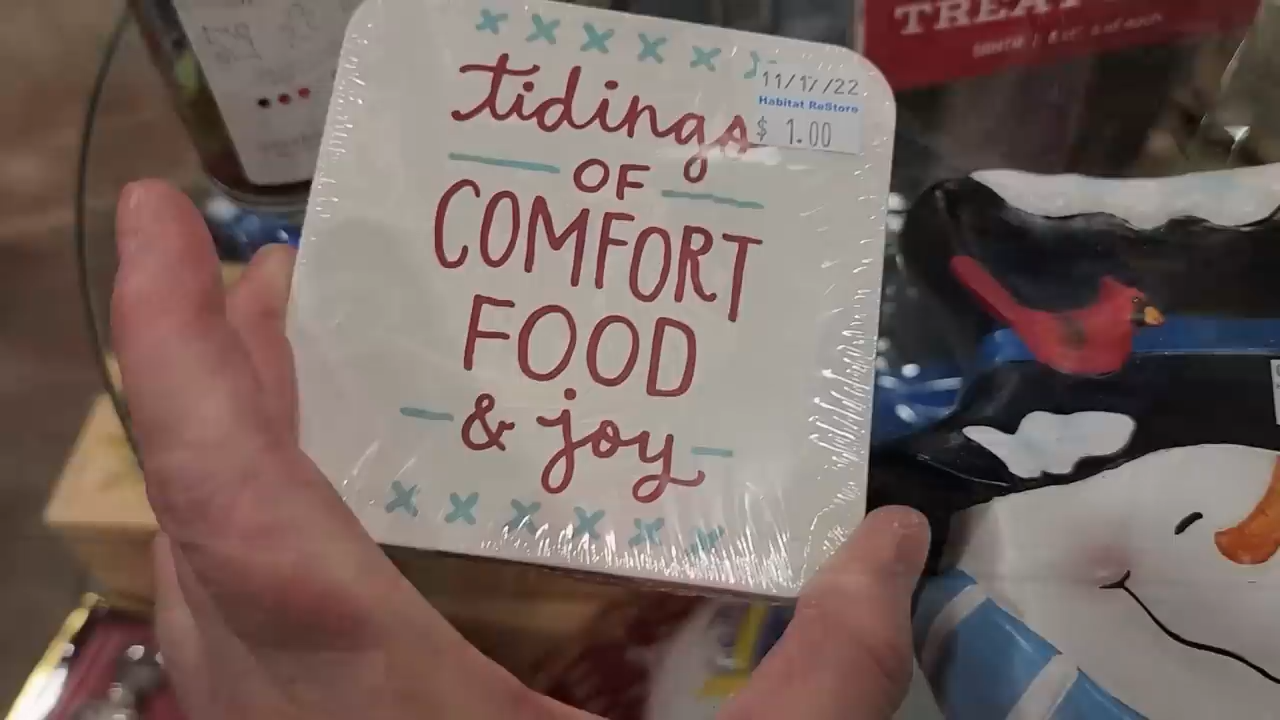 tidings
OF
COMFORT
FOOD
& joy
11/17/22
Habitat ReStore
$ 1.00
TREAT